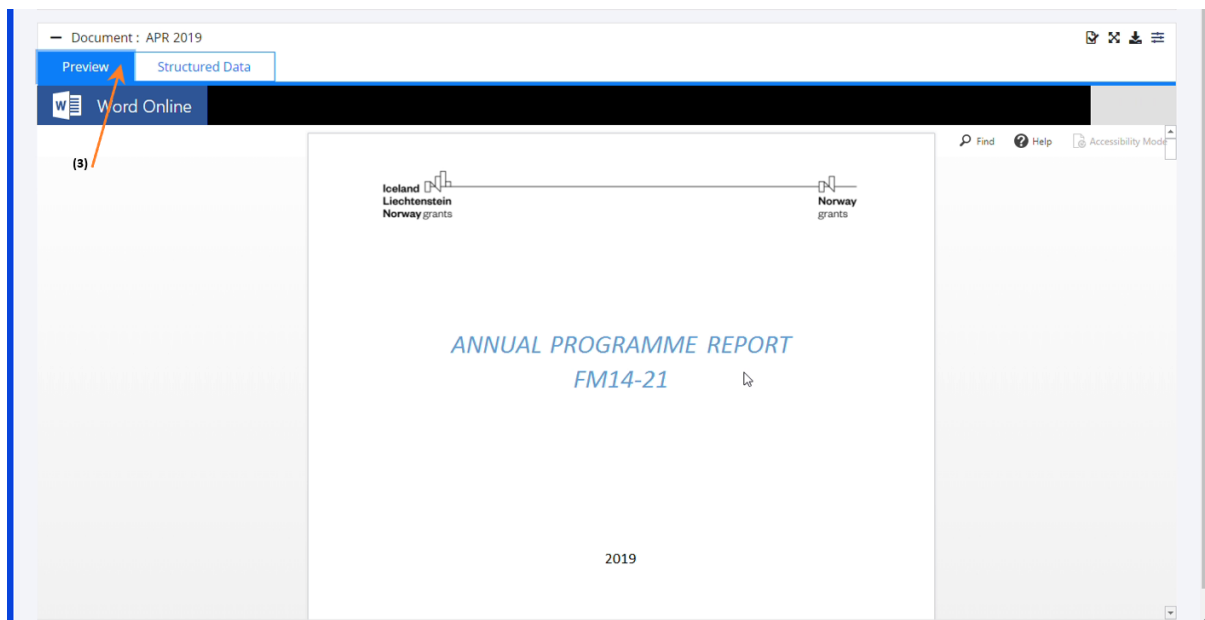 Document : APR 2019
Preview Structured Data
Word Online
Find Help Accessibility Mode
(3)
Iceland
Liechtenstein
Norway grants
Norway
grants
ANNUAL PROGRAMME REPORT
FM14-21
2019